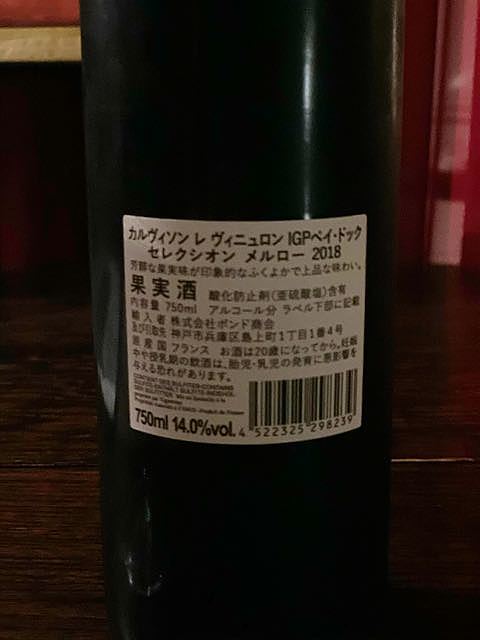 カルヴィソン レ ヴィニュロン IGPペイ・ドック
セレクシオン メルロー 2018
芳醇な果実味が印象的なふくよかで上品な味わい。
果実酒 酸化防止剤(亜硫酸塩)含有
内容量 750ml アルコール分 ラベル下部に記載
輸入者 株式会社ボンド商会
及び引取先 神戸市兵庫区島上町1丁目1番4号
原産国 フランス お酒は20歳になってから。妊娠
中や授乳期の飲酒は、胎児・乳児の発育に悪影響を
与える恐れがあります。
CONTIENT DES SULFITES-CONTAINS
750ml 14.0%vol.
4 522325 298239